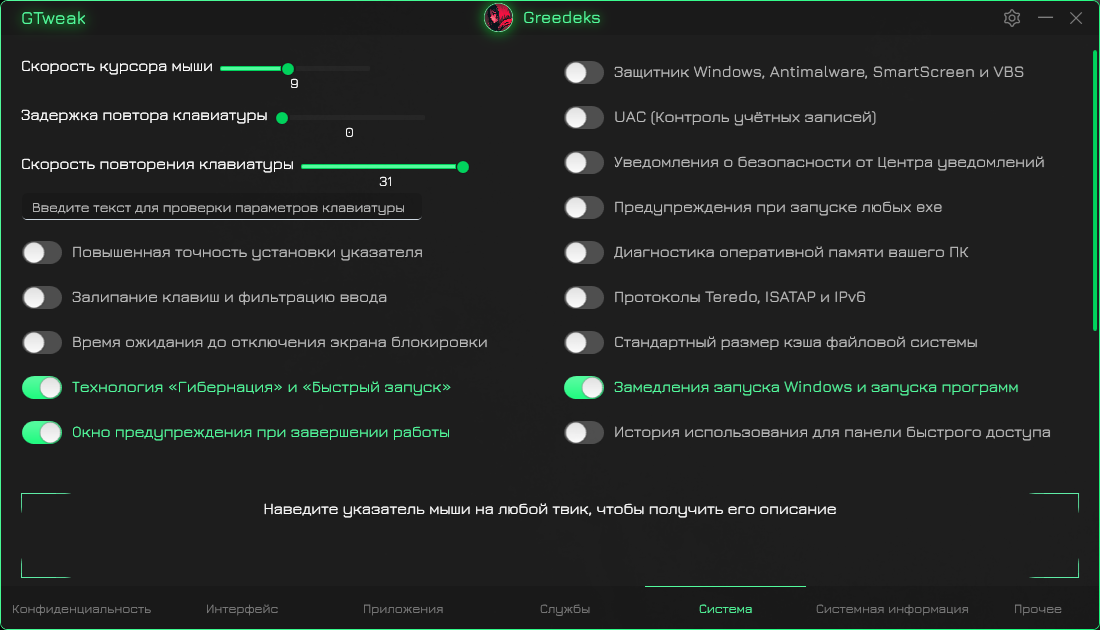 GTweak
Greedeks
Скорость курсора мыши
9
Задержка повтора клавиатуры
0
Скорость повторения клавиатуры
31
Введите текст для проверки параметров клавиатуры
Повышенная точность установки указателя
Залипание клавиш и фильтрацию ввода
Время ожидания до отключения экрана блокировки
Технология «Гибернация» и «Быстрый запуск»
Окно предупреждения при завершении работы
Защитник Windows, Antimalware, SmartScreen и VBS
UAC (Контроль учётных записей)
Уведомления о безопасности от Центра уведомлений
Предупреждения при запуске любых exe
Диагностика оперативной памяти вашего ПК
Протоколы Teredo, ISATAP и IPv6
Стандартный размер кэша файловой системы
Замедления запуска Windows и запуска программ
История использования для панели быстрого доступа
Наведите указатель мыши на любой твик, чтобы получить его описание
Конфиденциальность
Интерфейс
Приложения
Службы
Система
Системная информация
Прочее